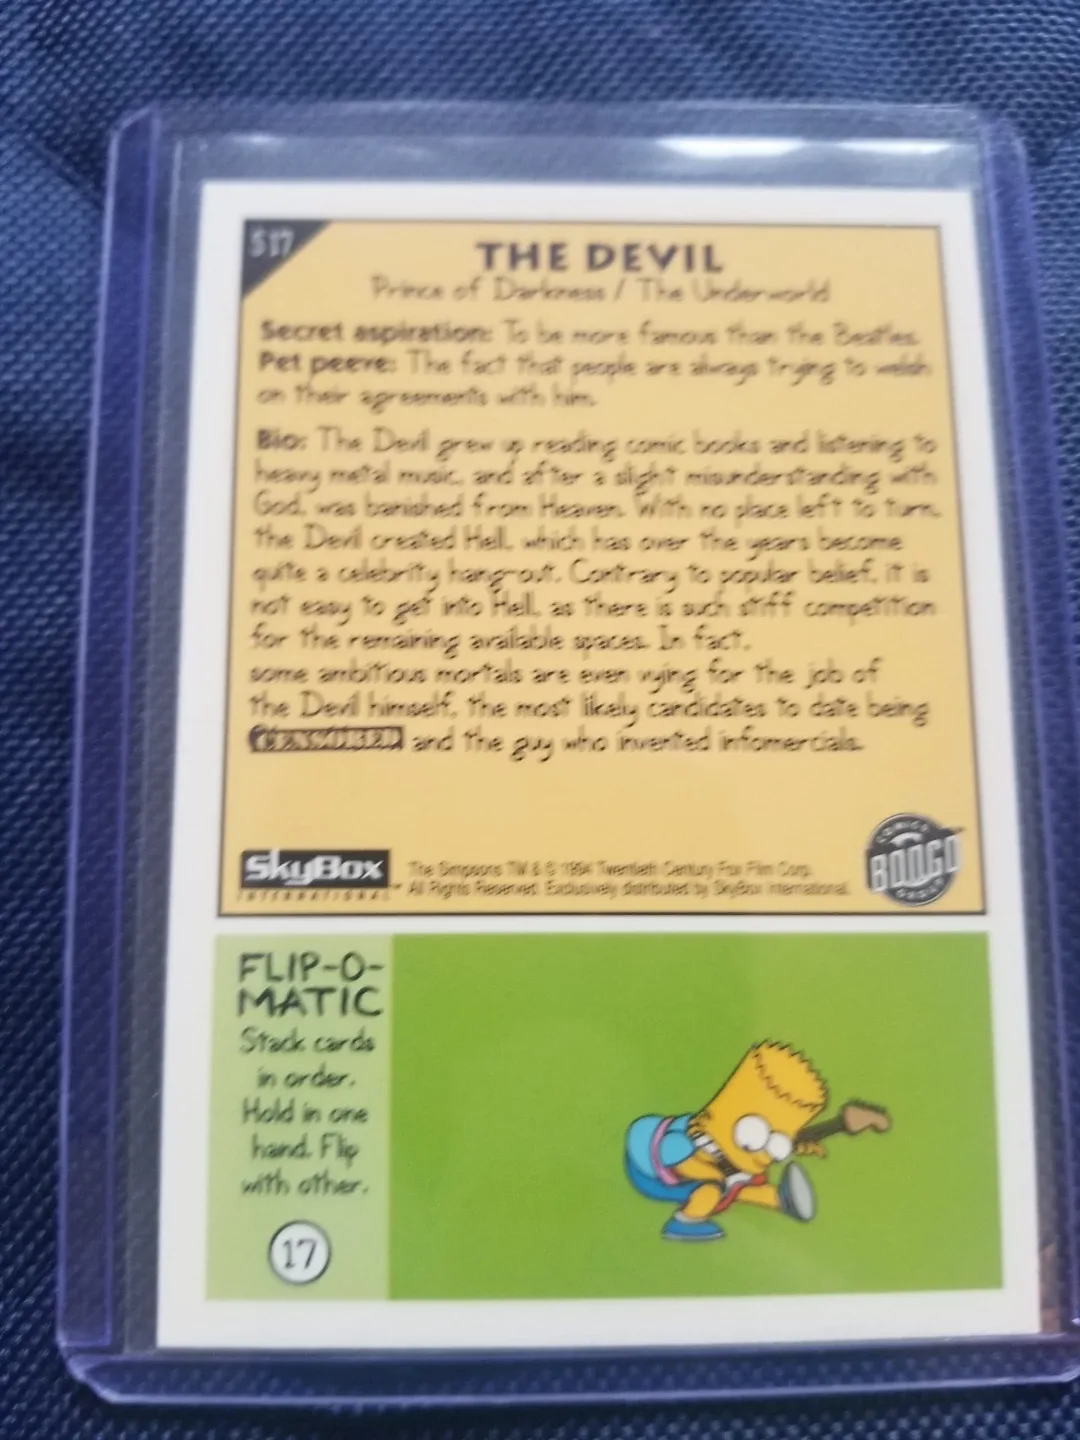 S17
THE DEVIL
Prince of Darkness / The Underworld
Secret aspiration: To be more famous than the Beatles.
Pet peeve: The fact that people are always trying to welsh
on their agreements with him.
Bio: The Devil grew up reading comic books and listening to
heavy metal music, and after a slight misunderstanding with
God, was banished from Heaven. With no place left to turn,
the Devil created Hell, which has over the years become
quite a celebrity hang-out. Contrary to popular belief, it is
not easy to get into Hell, as there is such stiff competition
for the remaining available spaces. In fact,
some ambitious mortals are even vying for the job of
the Devil himself, the most likely candidates to date being
CENSORED and the guy who invented infomercials.
SkyBox
INTERNATIONAL™
The Simpsons TM & © 1994 Twentieth Century Fox Film Corp.
All Rights Reserved. Exclusively distributed by SkyBox International.
COMICS
BONGO
GROUP
FLIP-O-
MATIC
Stack cards
in order.
Hold in one
hand. Flip
with other.
17